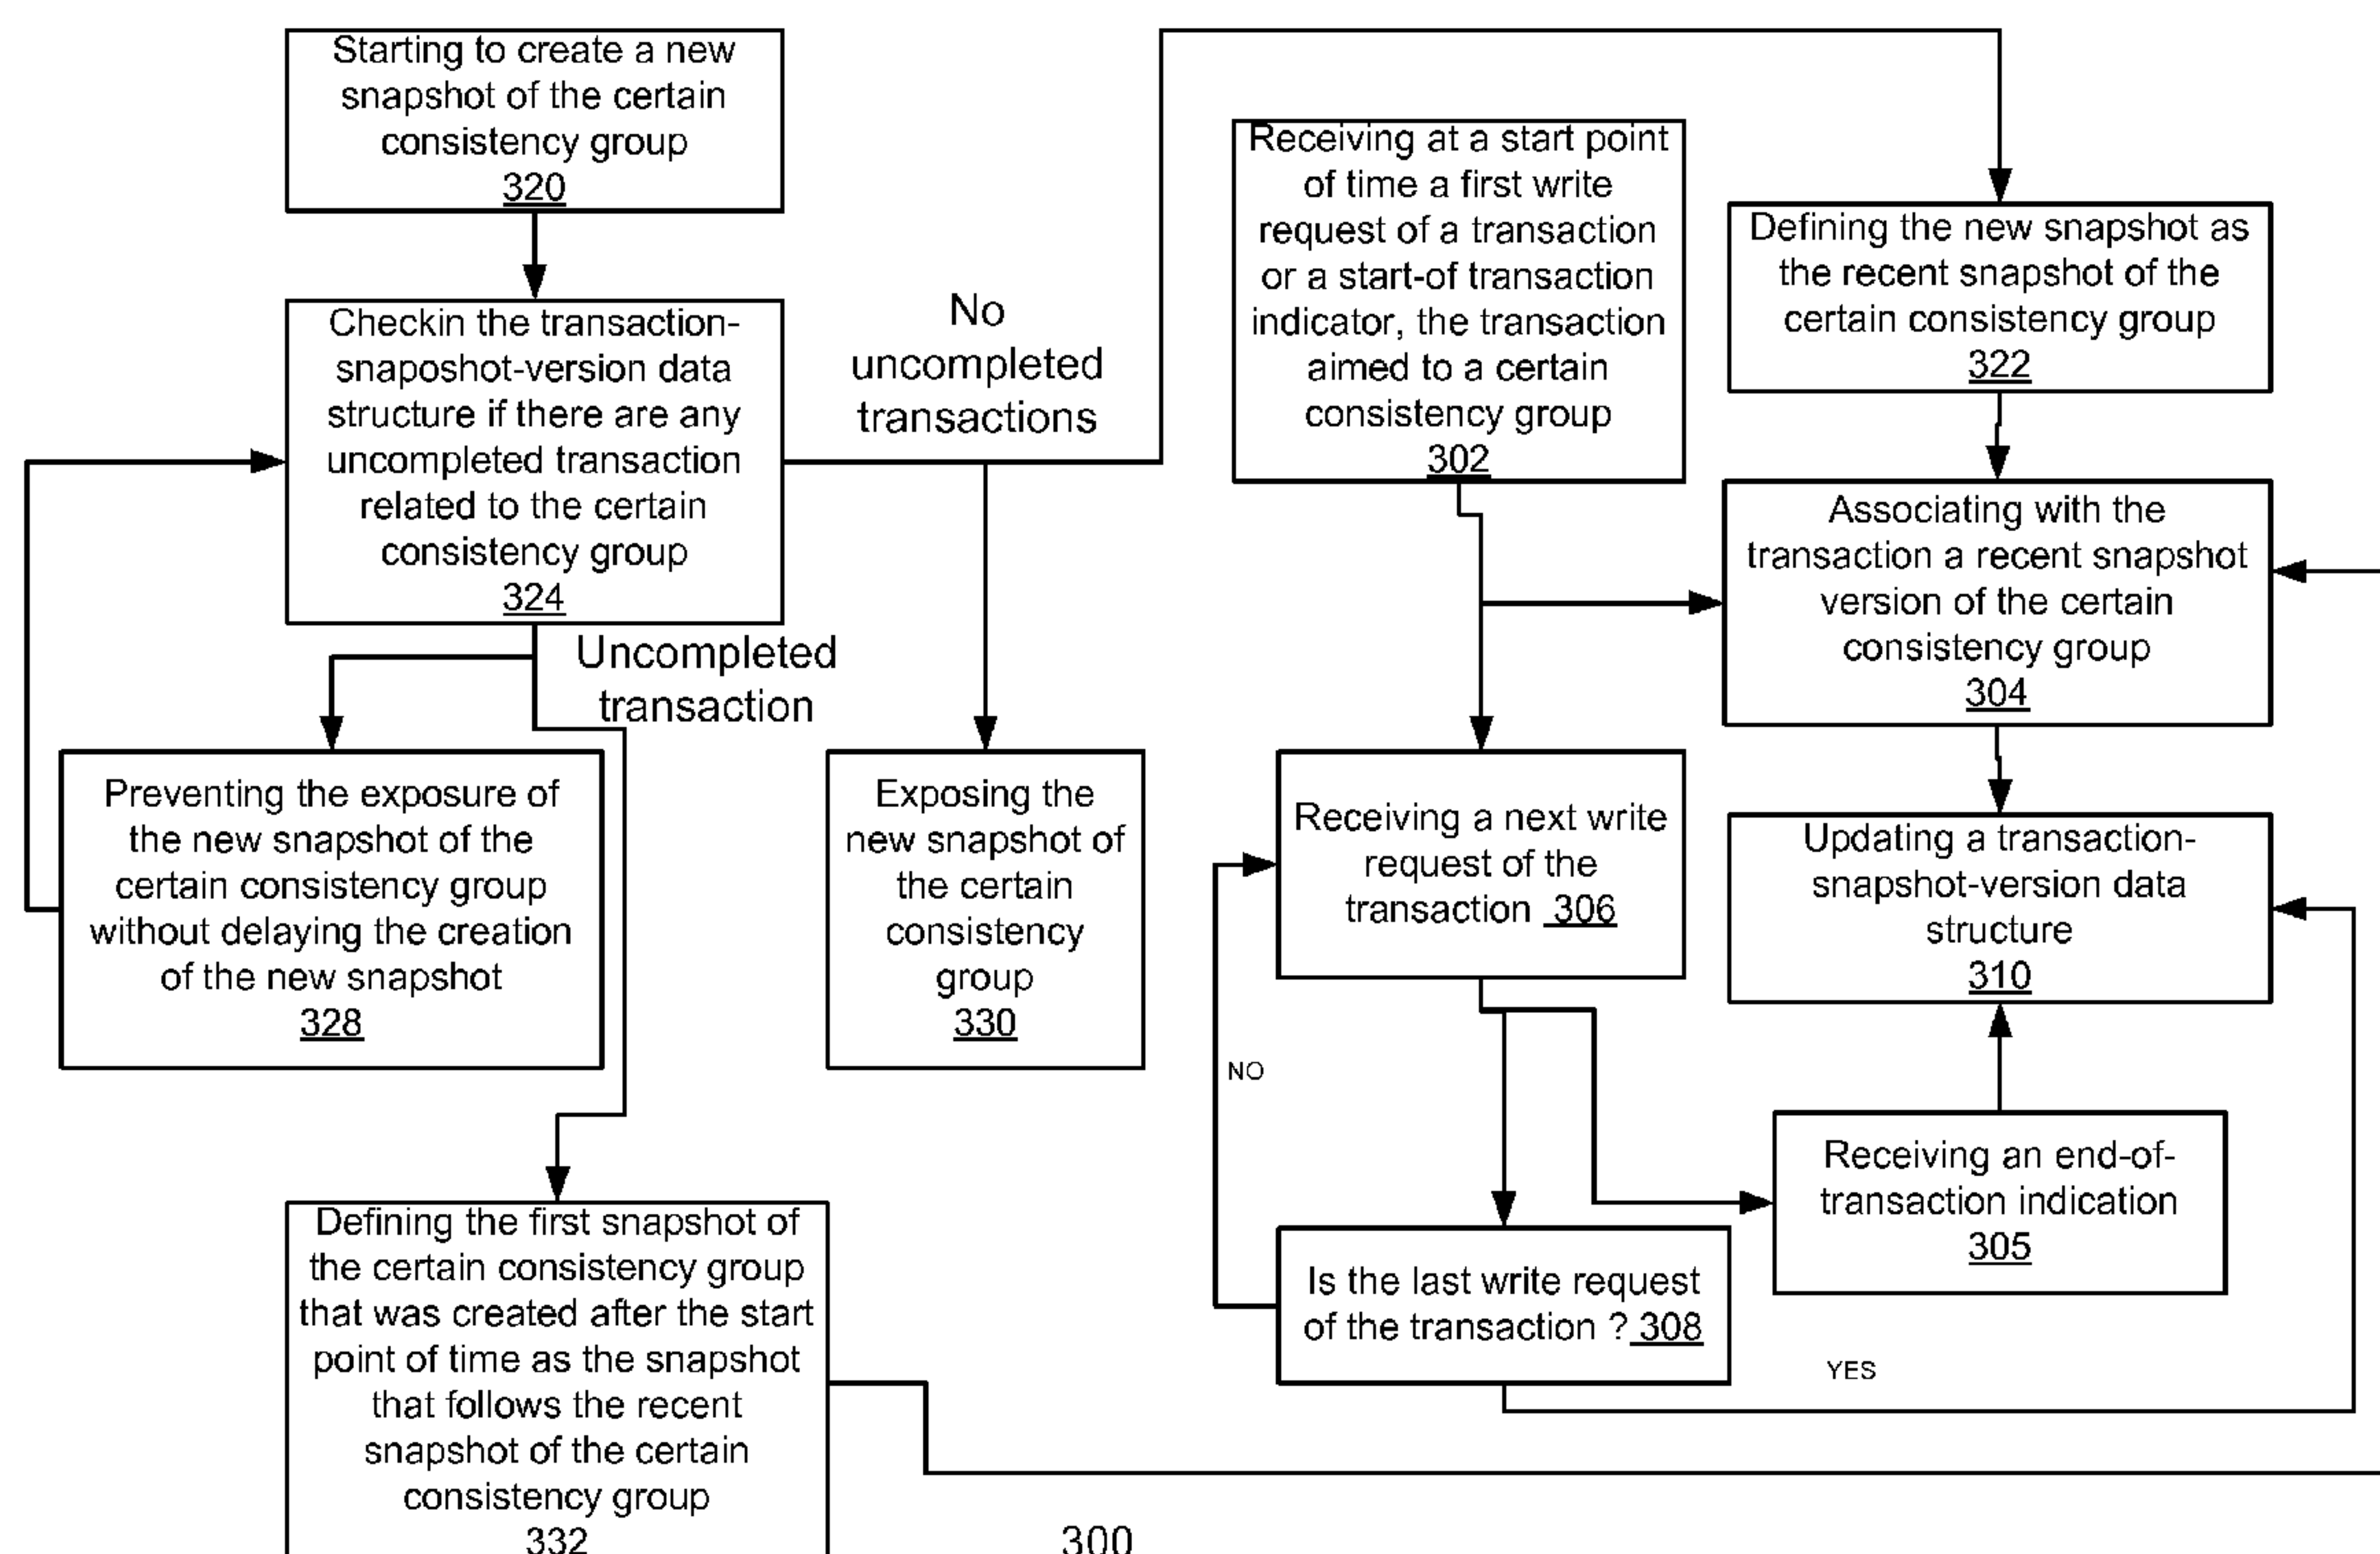 Starting to create a new
snapshot of the certain
consistency group
320
Checkin the transaction-
snaposhot-version data
structure if there are any
uncompleted transaction
related to the certain
consistency group
324
No
uncompleted
transactions
Uncompleted
transaction
Preventing the exposure of
the new snapshot of the
certain consistency group
without delaying the creation
of the new snapshot
328
Exposing the
new snapshot of
the certain
consistency
group
330
Defining the first snapshot of
the certain consistency group
that was created after the start
point of time as the snapshot
that follows the recent
snapshot of the certain
consistency group
332
Receiving at a start point
of time a first write
request of a transaction
or a start-of transaction
indicator, the transaction
aimed to a certain
consistency group
302
Defining the new snapshot as
the recent snapshot of the
certain consistency group
322
Associating with the
transaction a recent snapshot
version of the certain
consistency group
304
Receiving a next write
request of the
transaction 306
Updating a transaction-
snapshot-version data
structure
310
NO
Receiving an end-of-
transaction indication
305
Is the last write request
of the transaction ? 308
YES
300